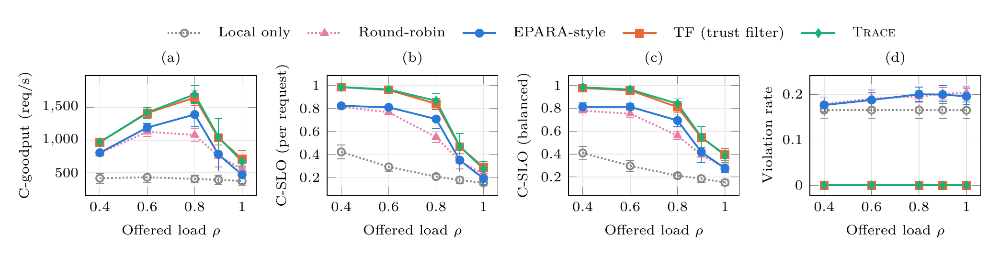 Local only Round-robin EPARA-style TF (trust filter) TRACE
(a)
C-goodput (req/s)
1,500
1,000
500
0.4 0.6 0.8 1
Offered load ρ
(b)
C-SLO (per request)
1
0.8
0.6
0.4
0.2
0.4 0.6 0.8 1
Offered load ρ
(c)
C-SLO (balanced)
1
0.8
0.6
0.4
0.2
0.4 0.6 0.8 1
Offered load ρ
(d)
Violation rate
0.2
0.1
0
0.4 0.6 0.8 1
Offered load ρ